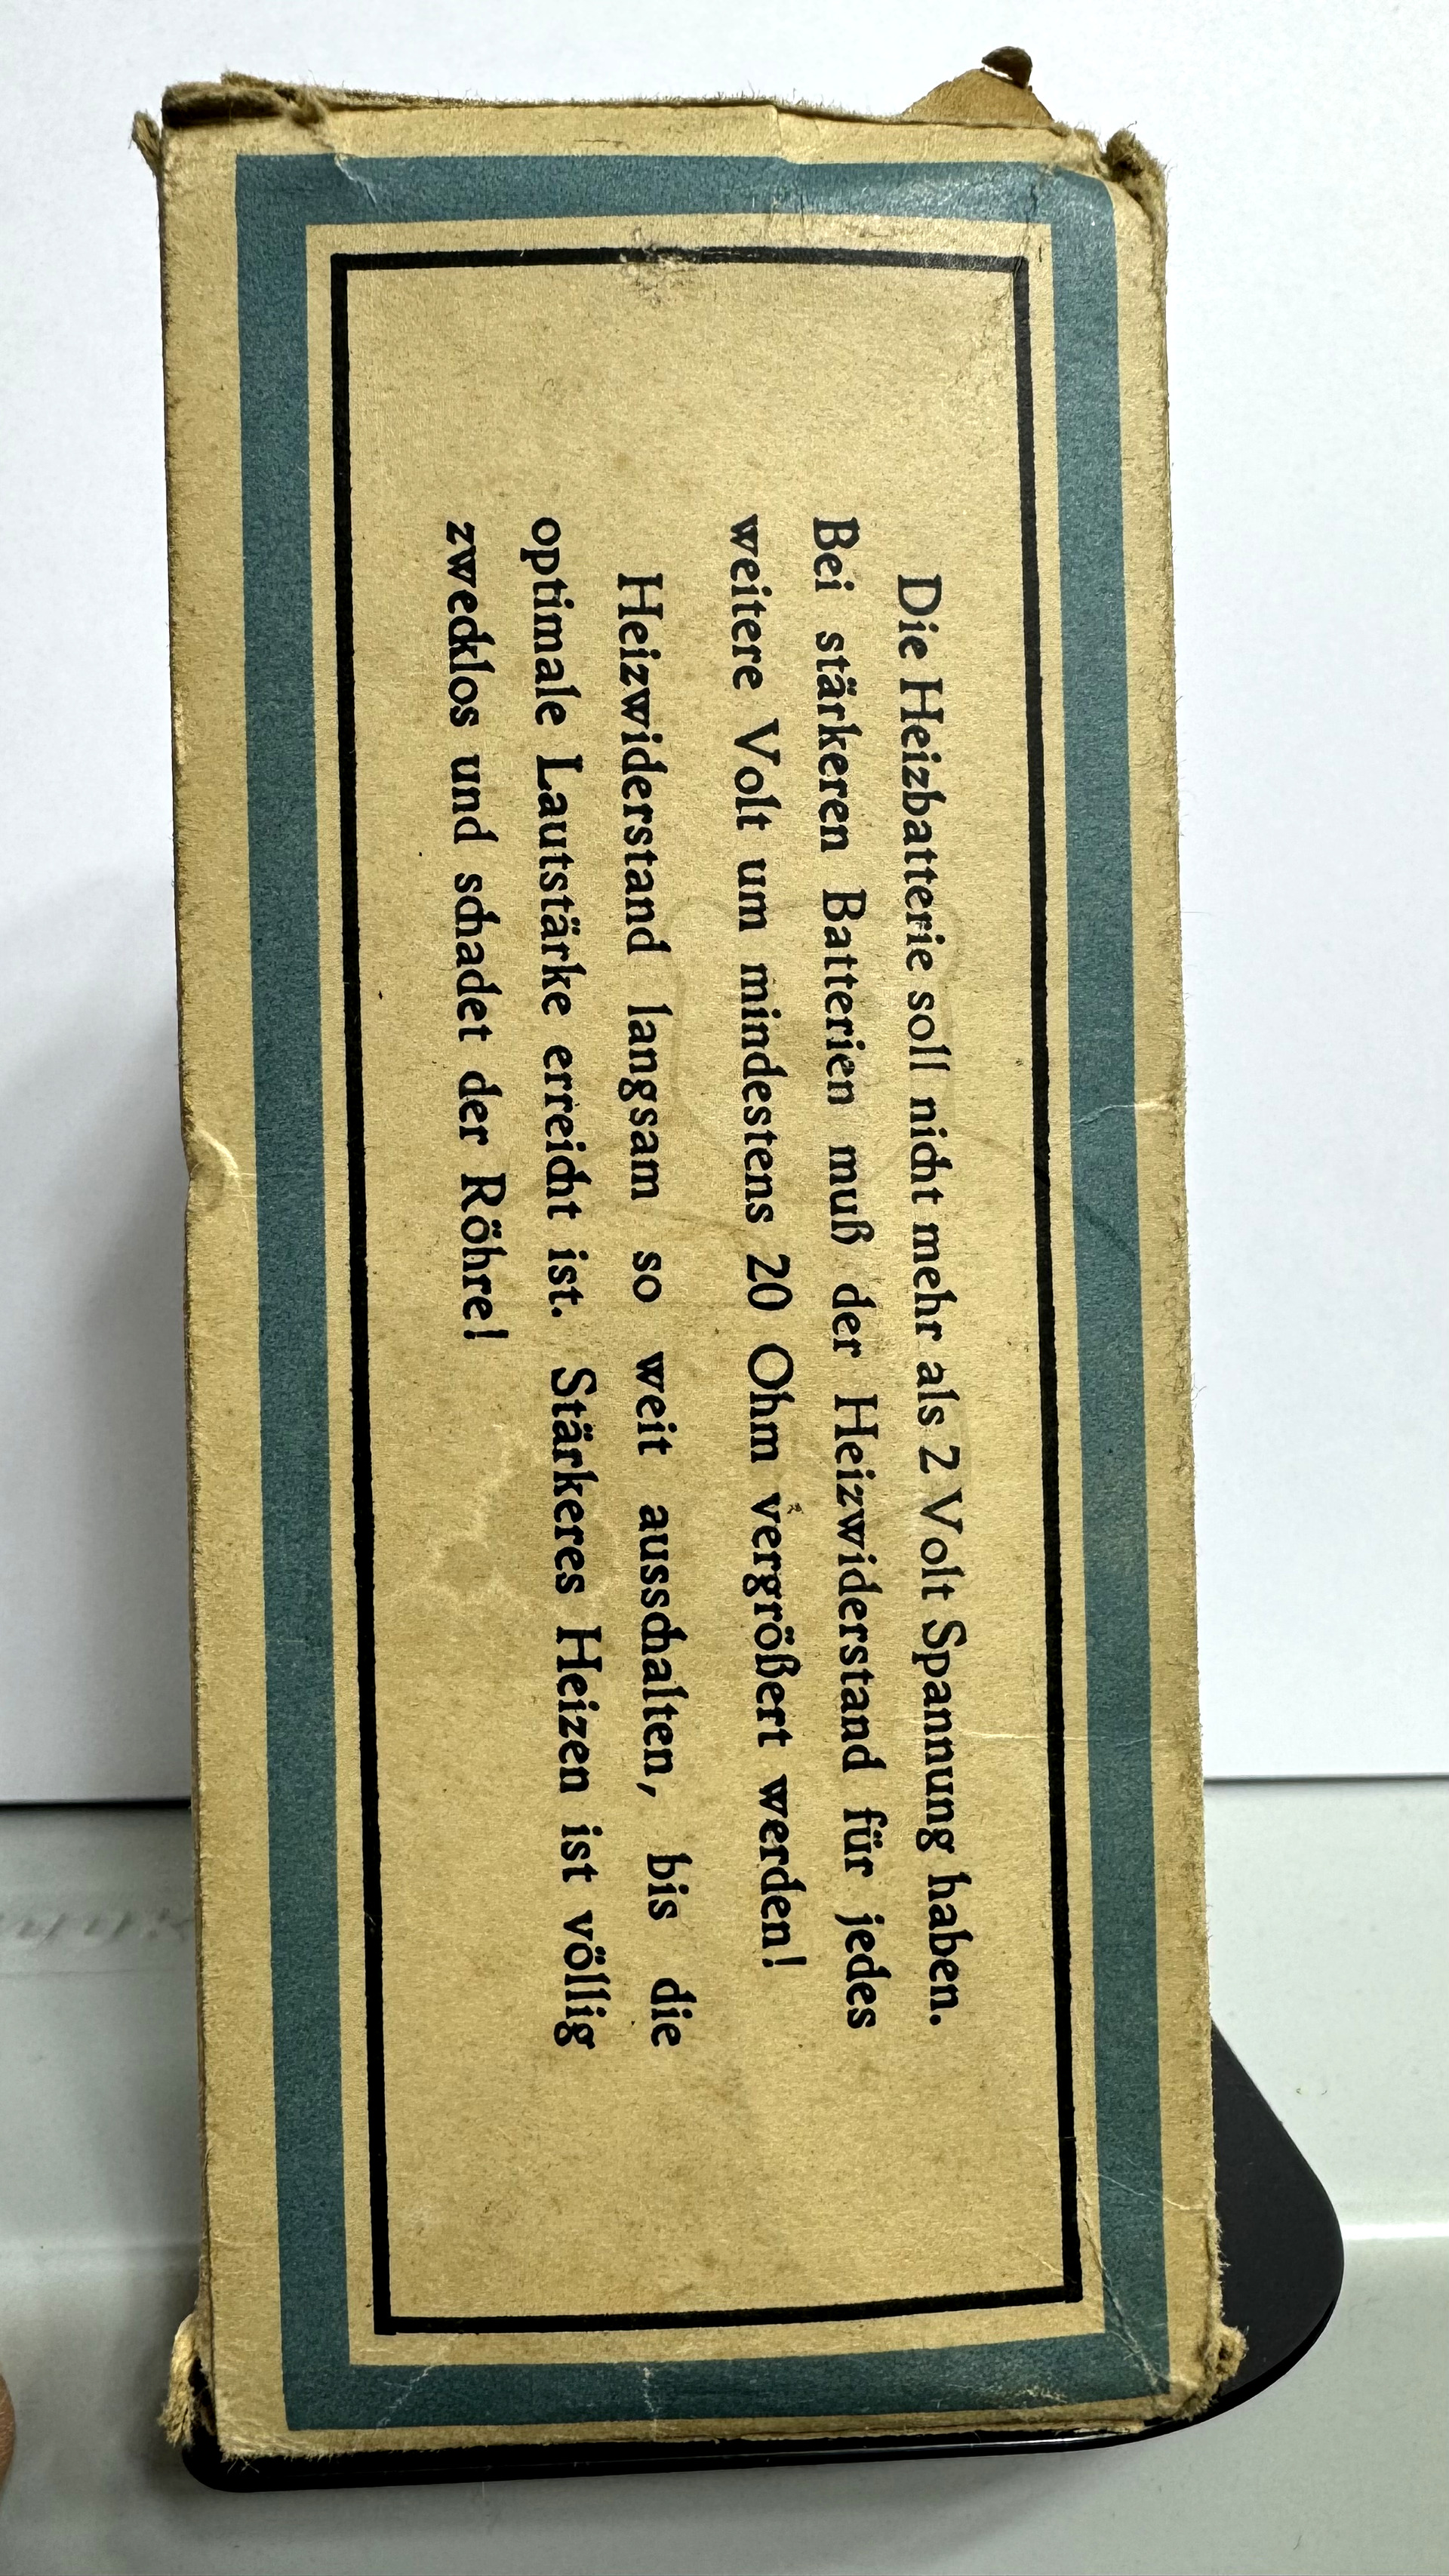 Die Heizbatterie soll nicht mehr als 2 Volt Spannung haben.
Bei stärkeren Batterien muß der Heizwiderstand für jedes
weitere Volt um mindestens 20 Ohm vergrößert werden!
Heizwiderstand langsam so weit ausschalten, bis die
optimale Lautstärke erreicht ist. Stärkeres Heizen ist völlig
zwecklos und schadet der Röhre!